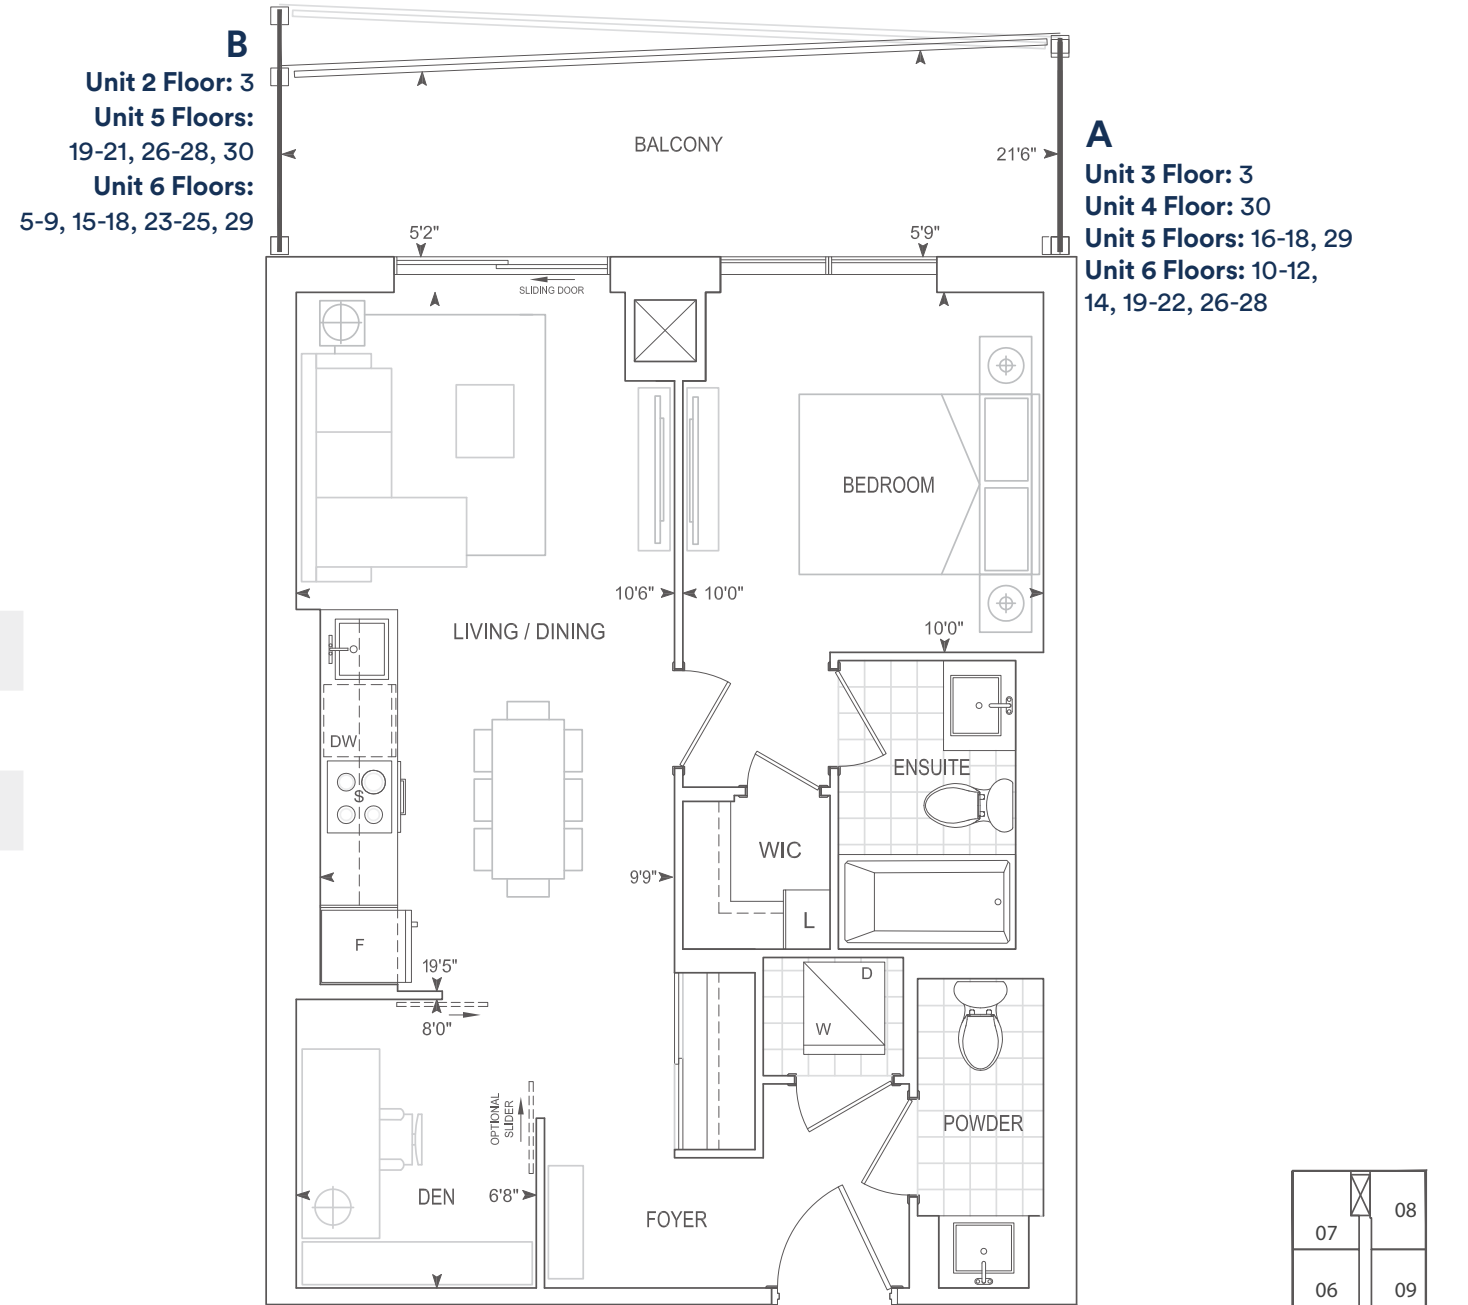 B
Unit 2 Floor: 3
Unit 5 Floors:
19-21, 26-28, 30
Unit 6 Floors:
5-9, 15-18, 23-25, 29
A
Unit 3 Floor: 3
Unit 4 Floor: 30
Unit 5 Floors: 16-18, 29
Unit 6 Floors: 10-12,
14, 19-22, 26-28
BALCONY
21'6"
5'2"
5'9"
SLIDING DOOR
BEDROOM
10'6"
10'0"
LIVING / DINING
10'0"
DW
S
ENSUITE
WIC
9'9"
L
F
19'5"
8'0"
D
W
OPTIONAL
SLIDER
POWDER
DEN
6'8"
FOYER
07
08
06
09